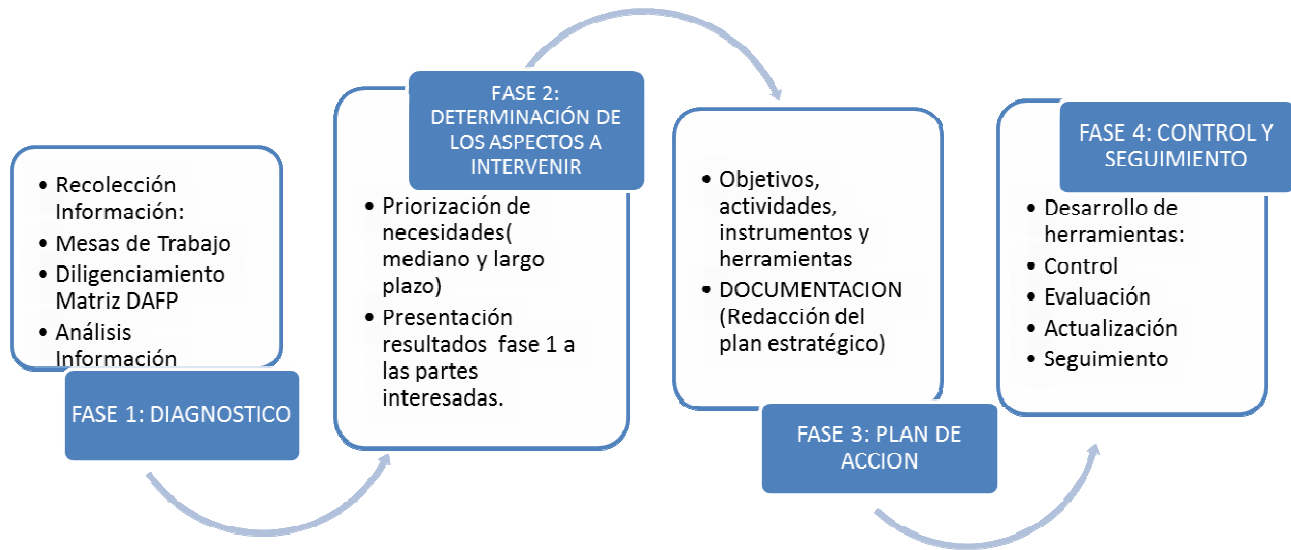 • Recolección
Información:
• Mesas de Trabajo
• Diligenciamiento
Matriz DAFP
• Análisis
Información
FASE 1: DIAGNOSTICO
FASE 2:
DETERMINACIÓN DE
LOS ASPECTOS A
INTERVENIR
• Priorización de
necesidades(
mediano y largo
plazo)
• Presentación
resultados fase 1 a
las partes
interesadas.
• Objetivos,
actividades,
instrumentos y
herramientas
• DOCUMENTACION
(Redacción del
plan estratégico)
FASE 3: PLAN DE
ACCION
FASE 4: CONTROL Y
SEGUIMIENTO
• Desarrollo de
herramientas:
• Control
• Evaluación
• Actualización
• Seguimiento